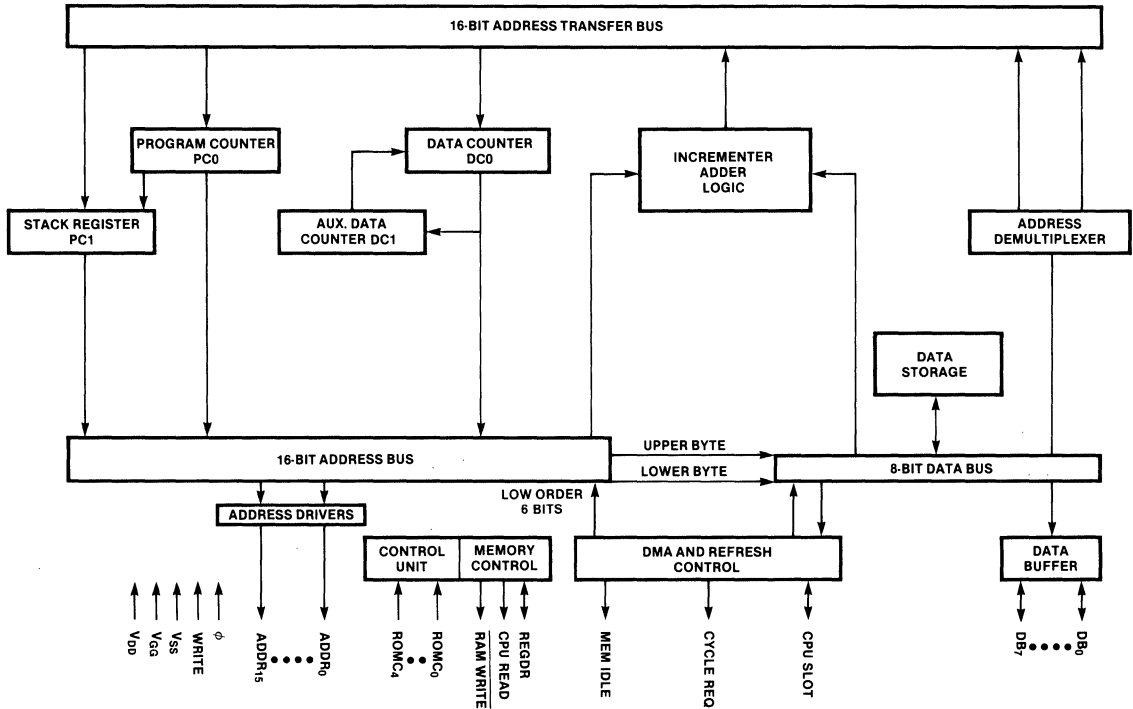 16-BIT ADDRESS TRANSFER BUS
PROGRAM COUNTER
PC0
DATA COUNTER
DC0
INCREMENTER
ADDER
LOGIC
STACK REGISTER
PC1
AUX. DATA
COUNTER DC1
ADDRESS
DEMULTIPLEXER
DATA
STORAGE
16-BIT ADDRESS BUS
UPPER BYTE
LOWER BYTE
8-BIT DATA BUS
LOW ORDER
6 BITS
ADDRESS DRIVERS
CONTROL
UNIT
MEMORY
CONTROL
DMA AND REFRESH
CONTROL
DATA
BUFFER
VDD
VGG
VSS
WRITE
ϕ
ADDR15
ADDR0
ROMC4
ROMC0
RAM WRITE
CPU READ
REGDR
MEM IDLE
CYCLE REQ
CPU SLOT
DB7
DB0